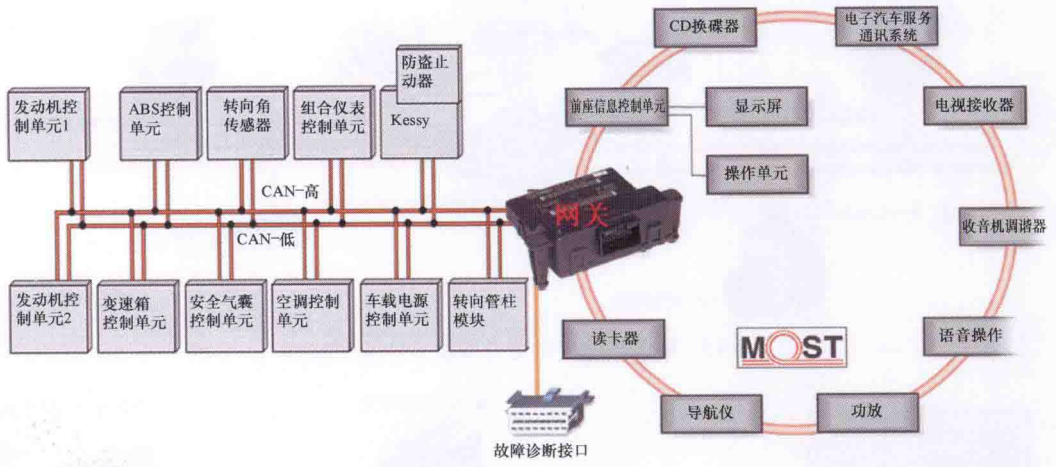 CD换碟器
电子汽车服务
通讯系统
防盗止
动器
发动机控
制单元1
ABS控制
单元
转向角
传感器
组合仪表
控制单元
Kessy
前座信息控制单元
显示屏
电视接收器
操作单元
CAN-高
网关
CAN-低
收音机调谐器
发动机控
制单元2
变速箱
控制单元
安全气囊
控制单元
空调控制
单元
车载电源
控制单元
转向管柱
模块
读卡器
MOST
语音操作
导航仪
功放
故障诊断接口